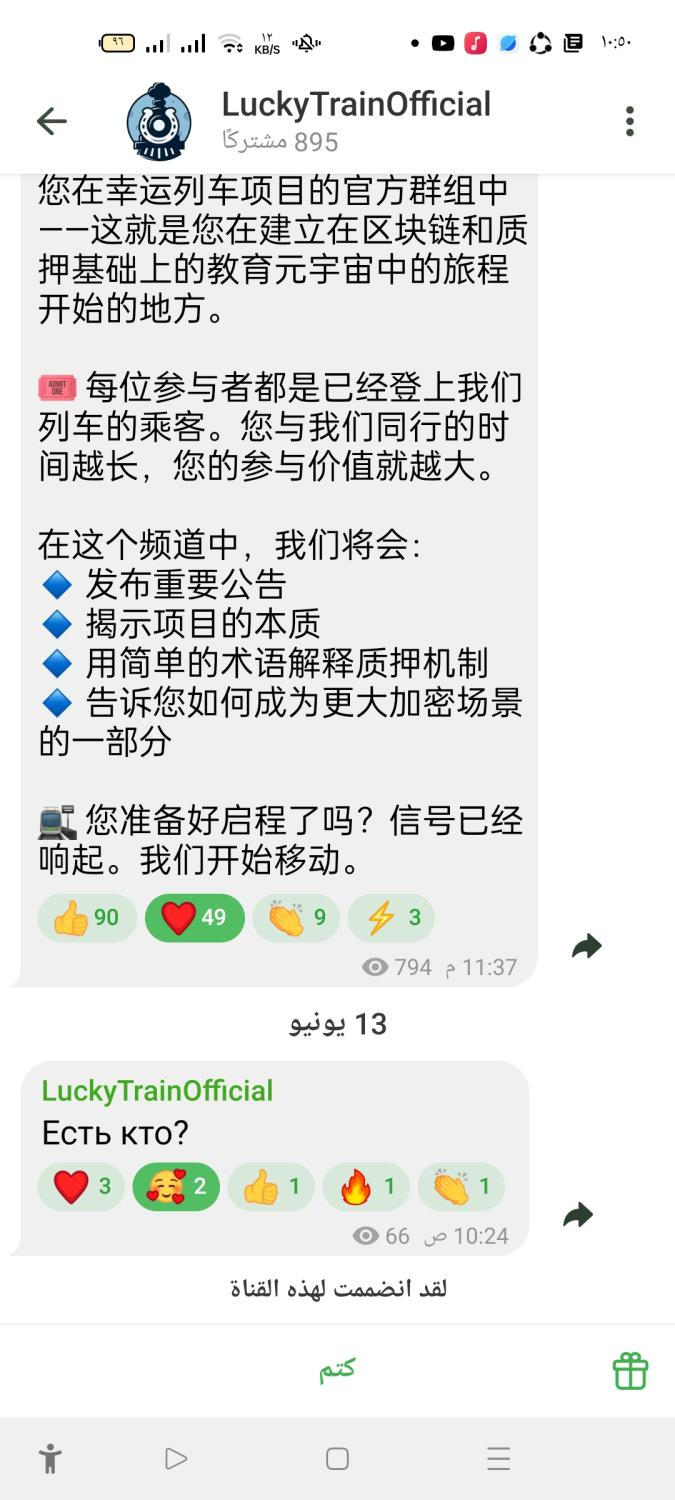 ٩٦
١٢
KB/S
١٠:٥٠
LuckyTrainOfficial
895 مشتركًا
您在幸运列车项目的官方群组中
——这就是您在建立在区块链和质
押基础上的教育元宇宙中的旅程
开始的地方。
🎟 每位参与者都是已经登上我们
列车的乘客。您与我们同行的时
间越长，您的参与价值就越大。
在这个频道中，我们将会：
🔷 发布重要公告
🔷 揭示项目的本质
🔷 用简单的术语解释质押机制
🔷 告诉您如何成为更大加密场景
的一部分
🚉 您准备好启程了吗？信号已经
响起。我们开始移动。
👍 90 ❤️ 49 👏 9 ⚡ 3
794 11:37 م
13 يونيو
LuckyTrainOfficial
Есть кто?
❤️ 3 🥰 2 👍 1 🔥 1 👏 1
66 10:24 ص
لقد انضممت لهذه القناة
كتم